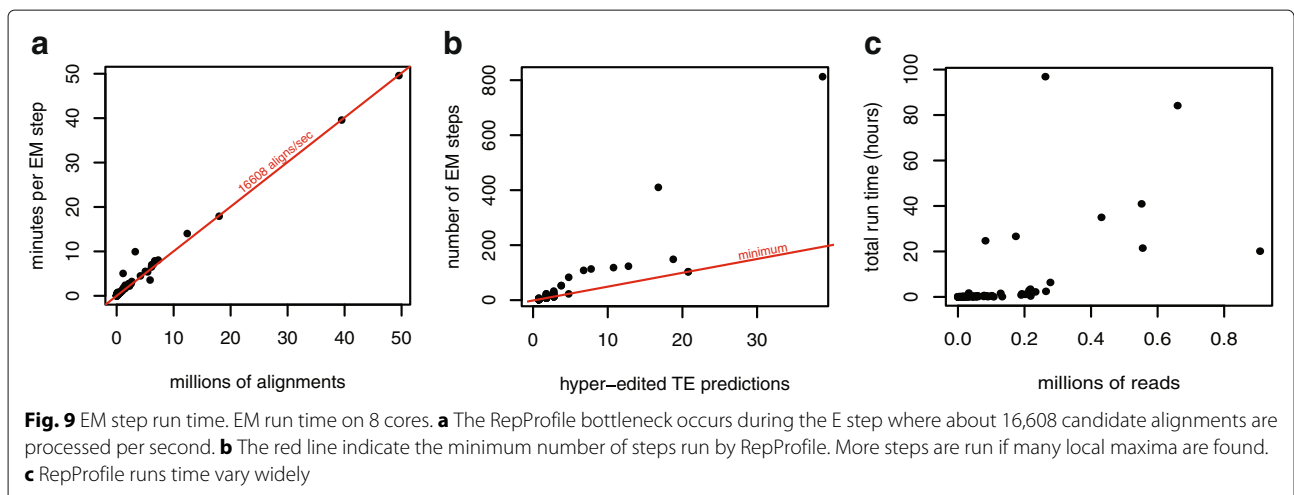 a
50
40
30
20
10
0
minutes per EM step
16608 aligns/sec
0 10 20 30 40 50
millions of alignments
b
800
600
400
200
0
number of EM steps
minimum
0 10 20 30
hyper−edited TE predictions
c
100
80
60
40
20
0
total run time (hours)
0.0 0.2 0.4 0.6 0.8
millions of reads
Fig. 9 EM step run time. EM run time on 8 cores. a The RepProfile bottleneck occurs during the E step where about 16,608 candidate alignments are
processed per second. b The red line indicate the minimum number of steps run by RepProfile. More steps are run if many local maxima are found.
c RepProfile runs time vary widely